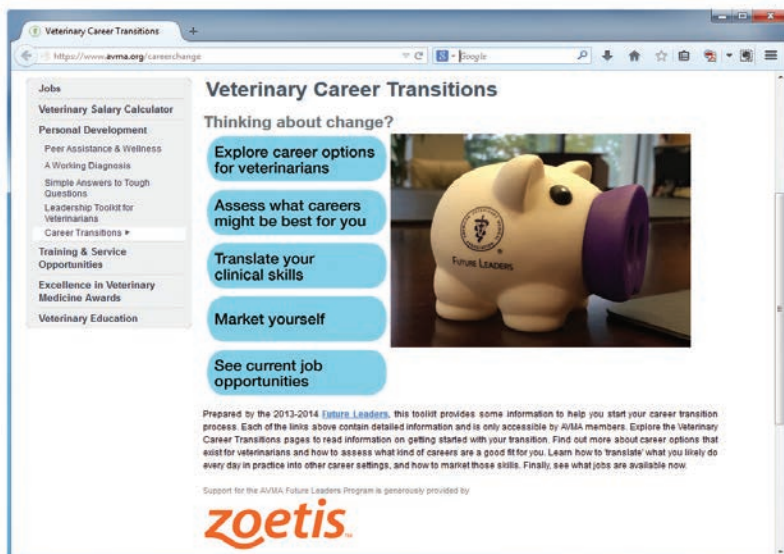 Veterinary Career Transitions
https://www.avma.org/careerchange
Google
Jobs
Veterinary Salary Calculator
Personal Development
Peer Assistance & Wellness
A Working Diagnosis
Simple Answers to Tough
Questions
Leadership Toolkit for
Veterinarians
Career Transitions
Training & Service
Opportunities
Excellence in Veterinary
Medicine Awards
Veterinary Education
Veterinary Career Transitions
Thinking about change?
Explore career options
for veterinarians
Assess what careers
might be best for you
Translate your
clinical skills
Market yourself
See current job
opportunities
FUTURE LEADERS
Prepared by the 2013-2014 Future Leaders, this toolkit provides some information to help you start your career transition
process. Each of the links above contain detailed information and is only accessible by AVMA members. Explore the Veterinary
Career Transitions pages to read information on getting started with your transition. Find out more about career options that
exist for veterinarians and how to assess what kind of careers are a good fit for you. Learn how to 'translate' what you likely do
every day in practice into other career settings, and how to market those skills. Finally, see what jobs are available now.
Support for the AVMA Future Leaders Program is generously provided by
zoetis